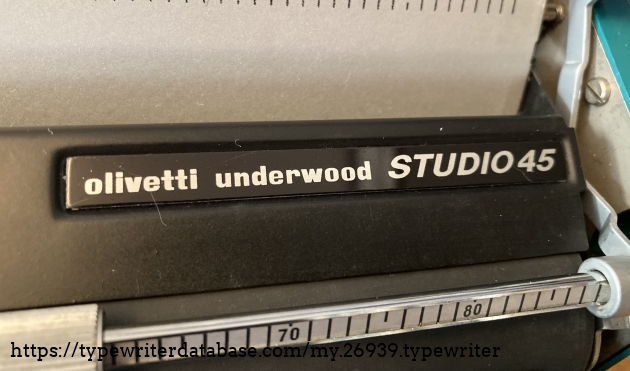 olivetti underwood STUDIO 45
70 80
https://typewriterdatabase.com/my.26939.typewriter